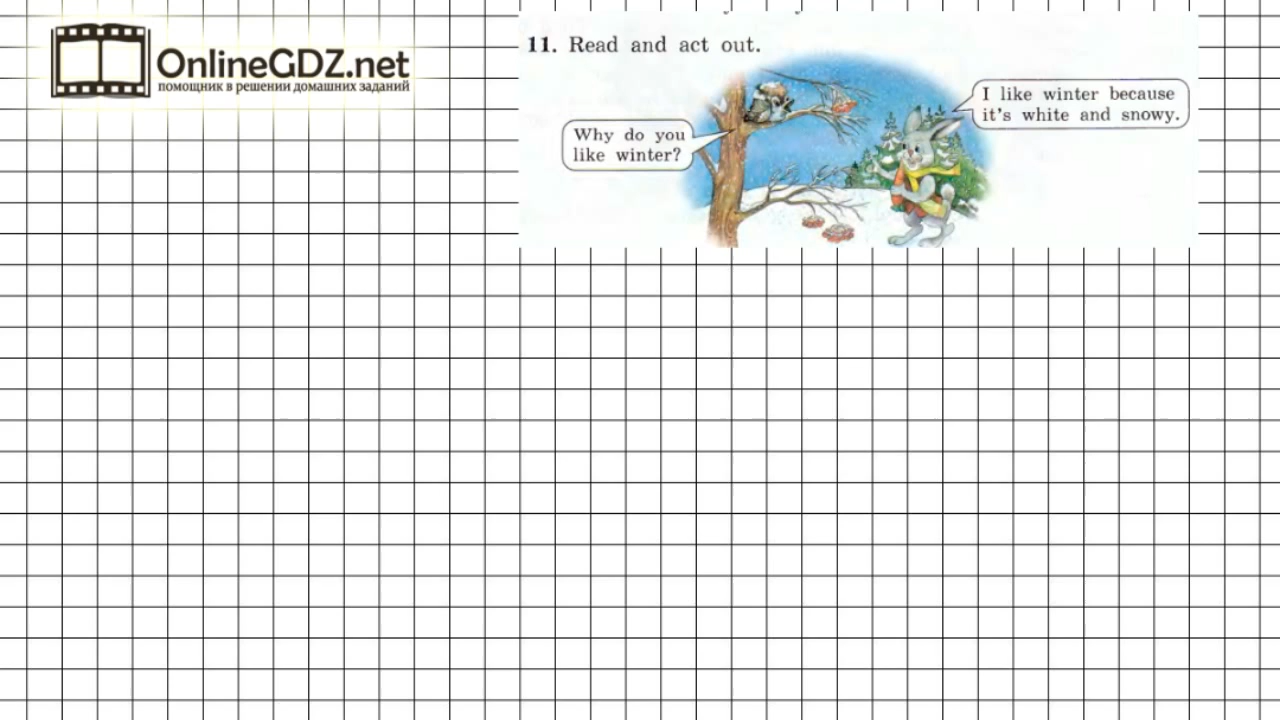 OnlineGDZ.net
помощник в решении домашних заданий
11. Read and act out.
I like winter because
it's white and snowy.
Why do you
like winter?